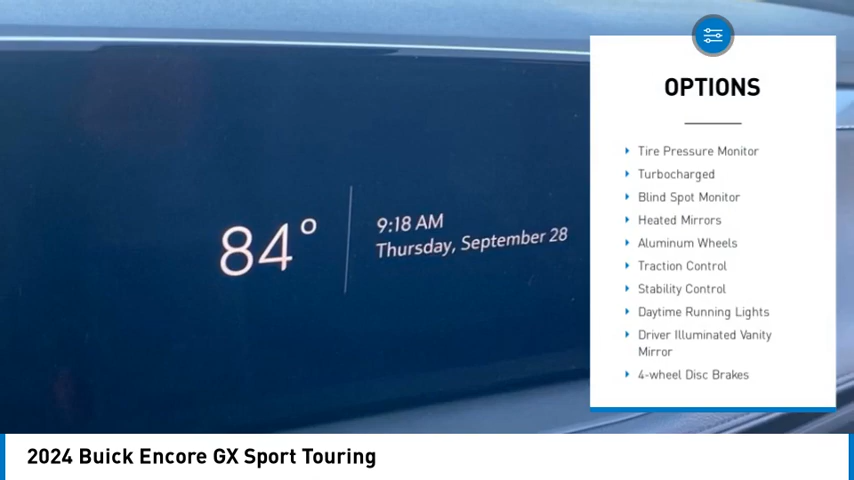 84°
9:18 AM
Thursday, September 28
OPTIONS
Tire Pressure Monitor
Turbocharged
Blind Spot Monitor
Heated Mirrors
Aluminum Wheels
Traction Control
Stability Control
Daytime Running Lights
Driver Illuminated Vanity
Mirror
4-wheel Disc Brakes
2024 Buick Encore GX Sport Touring